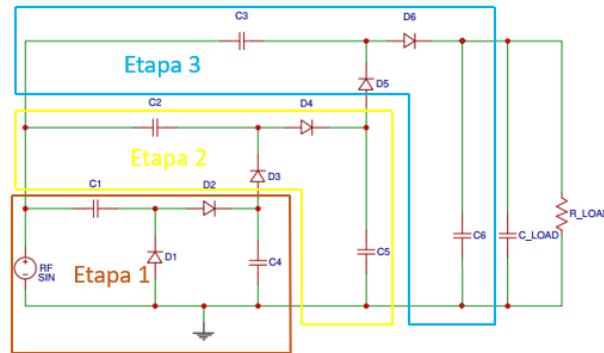 C3
D6
Etapa 3
D5
C2
D4
Etapa 2
D3
C1
D2
R_LOAD
RF
SIN
Etapa 1
D1
C4
C5
C6
C_LOAD